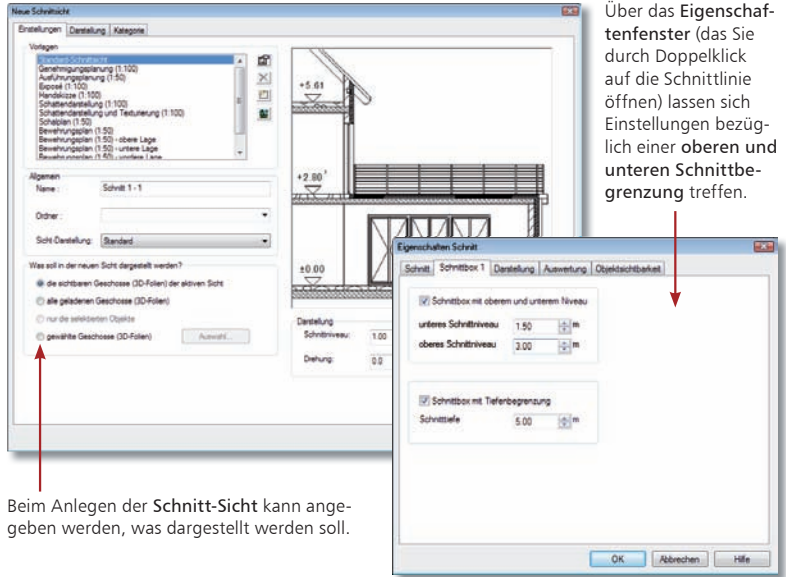 Neue Schnittsicht
Einstellungen Darstellung Kategorie
Vorlagen
Standard-Schnittsicht
Genehmigungsplanung (1:100)
Ausführungsplanung (1:50)
Exposé (1:100)
Handskizze (1:100)
Schattendarstellung (1:100)
Schattendarstellung und Texturierung (1:100)
Schalplan (1:50)
Bewehrungsplan (1:50)
Bewehrungsplan (1:50) - obere Lage
Bewehrungsplan (1:50) - untere Lage
Bewehrungsplan (1:50) - vordere Lage
Allgemein
Name : Schnitt 1 - 1
Ordner :
Sicht-Darstellung: Standard
Was soll in der neuen Sicht dargestellt werden?
die sichtbaren Geschosse (3D-Folien) der aktiven Sicht
alle geladenen Geschosse (3D-Folien)
nur die selektierten Objekte
gewählte Geschosse (3D-Folien) Auswahl...
+5.61
+2.80
±0.00
Darstellung
Schnittniveau: 1.00
Drehung: 0.0
Über das Eigenschaf-
tenfenster (das Sie
durch Doppelklick
auf die Schnittlinie
öffnen) lassen sich
Einstellungen bezüg-
lich einer oberen und
unteren Schnittbe-
grenzung treffen.
Eigenschaften Schnitt
Schnitt Schnittbox 1 Darstellung Auswertung Objektsichtbarkeit
Schnittbox mit oberem und unterem Niveau
unteres Schnittniveau 1.50 m
oberes Schnittniveau 3.00 m
Schnittbox mit Tiefenbegrenzung
Schnitttiefe 5.00 m
OK Abbrechen Hilfe
Beim Anlegen der Schnitt-Sicht kann ange-
geben werden, was dargestellt werden soll.